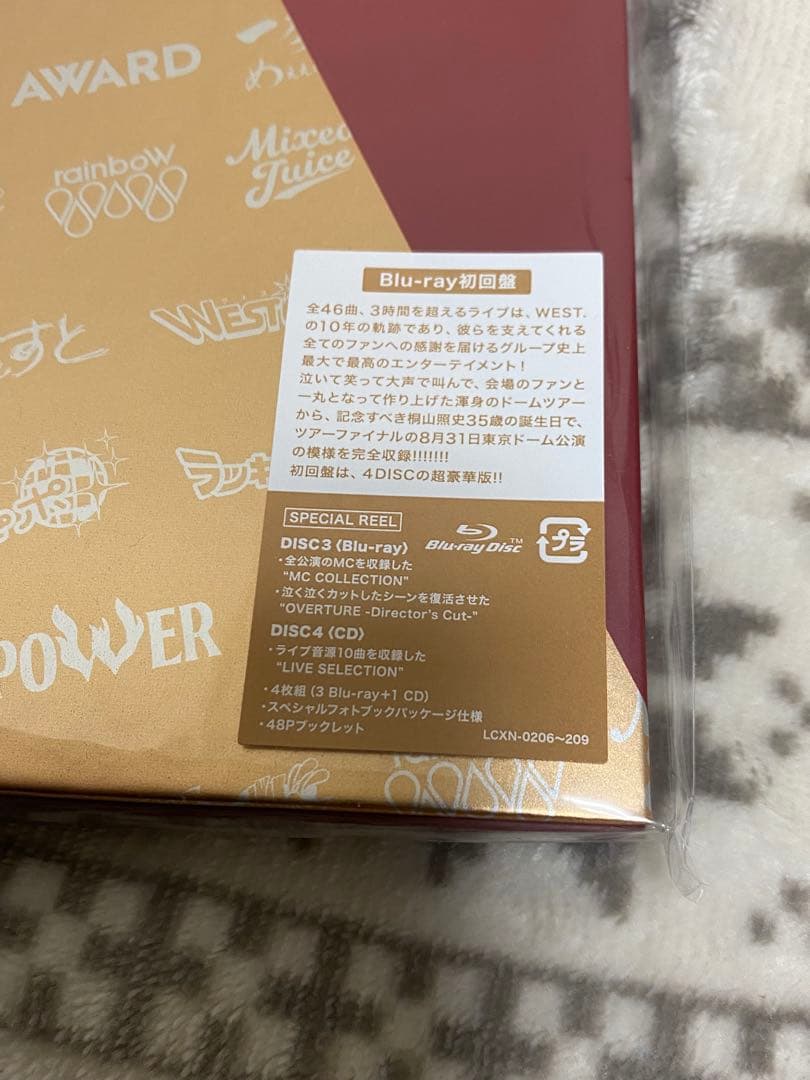 AWARD
rainboW
Mixed
Juice
WEST
すと
POWER
Blu-ray初回盤
全46曲、3時間を超えるライブは、WEST.
の10年の軌跡であり、彼らを支えてくれる
全てのファンへの感謝を届けるグループ史上
最大で最高のエンターテイメント！
泣いて笑って大声で叫んで、会場のファンと
一丸となって作り上げた渾身のドームツアー
から、記念すべき桐山照史35歳の誕生日で、
ツアーファイナルの8月31日東京ドーム公演
の模様を完全収録!!!!!!!
初回盤は、4DISCの超豪華版!!
SPECIAL REEL
DISC3〈Blu-ray〉
・全公演のMCを収録した
"MC COLLECTION"
・泣く泣くカットしたシーンを復活させた
"OVERTURE -Director's Cut-"
DISC4〈CD〉
・ライブ音源10曲を収録した
"LIVE SELECTION"
・4枚組（3 Blu-ray+1 CD）
・スペシャルフォトブックパッケージ仕様
・48Pブックレット
Blu-ray Disc™
プラ
LCXN-0206〜209